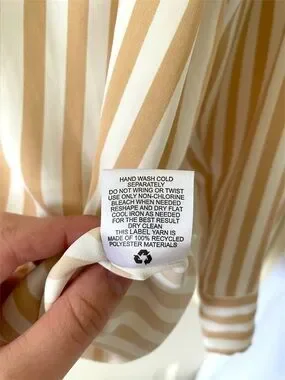 HAND WASH COLD
SEPARATELY
DO NOT WRING OR TWIST
USE ONLY NON-CHLORINE
BLEACH WHEN NEEDED
RESHAPE AND DRY FLAT
COOL IRON AS NEEDED
FOR THE BEST RESULT
DRY CLEAN
THIS LABEL YARN IS
MADE OF 100% RECYCLED
POLYESTER MATERIALS